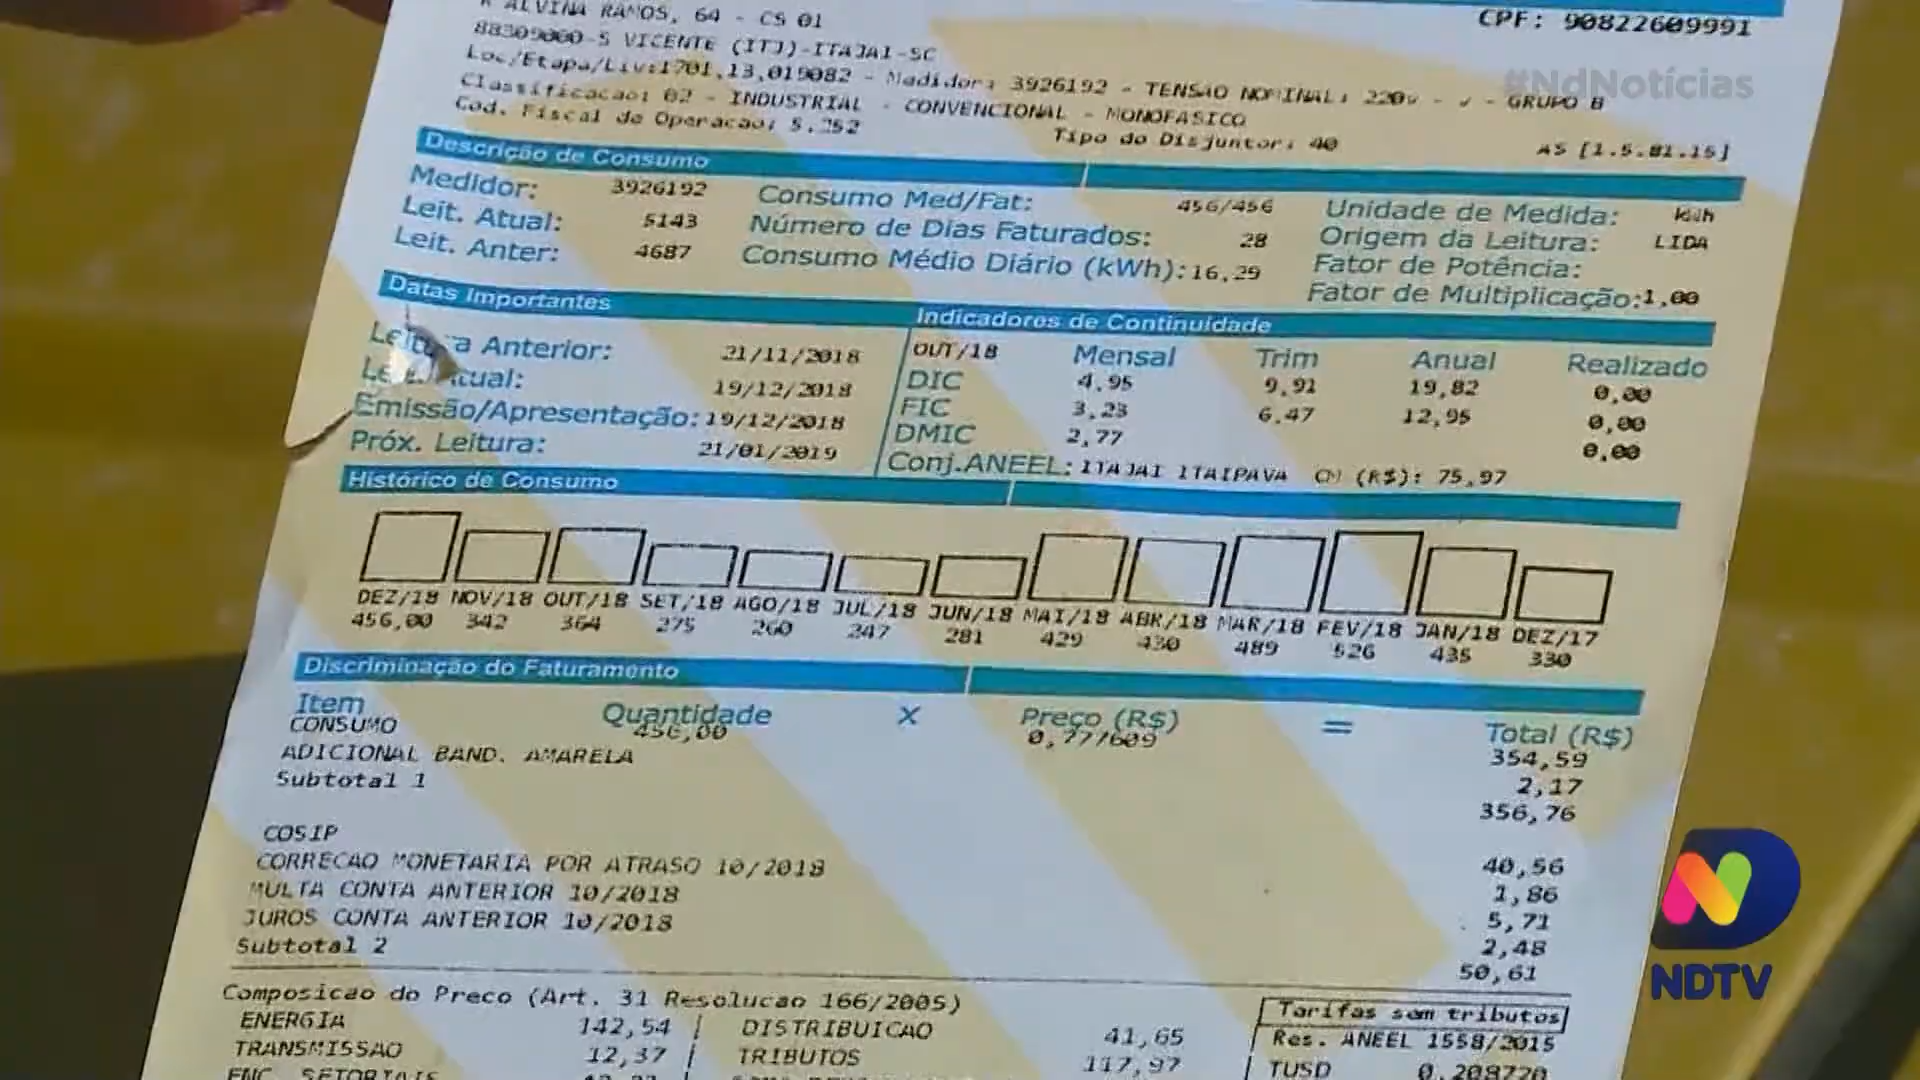 R ALVINA RAMOS, 64 - CS 01
CPF: 90822609991
88309000-S VICENTE (ITJ)-ITAJAI-SC
#NdNotícias
Loc/Etapa/Liv:1701,13,019082 - Medidor: 3926192 - TENSAO NOMINAL: 220v - - GRUPO B
Classificacao: 02 - INDUSTRIAL - CONVENCIONAL - MONOFASICO
Cod. Fiscal de Operacao: 5.252 Tipo do Disjuntor: 40 AS [1.5.81.15]
Descrição de Consumo
Medidor: 3926192 Consumo Med/Fat: 456/456 Unidade de Medida: kWh
Leit. Atual: 5143 Número de Dias Faturados: 28 Origem da Leitura: LIDA
Leit. Anter: 4687 Consumo Médio Diário (kWh): 16,29 Fator de Potência:
Fator de Multiplicação: 1,00
Datas Importantes Indicadores de Continuidade
Leitura Anterior: 21/11/2018 OUT/18 Mensal Trim Anual Realizado
Atual: 19/12/2018 DIC 4,95 9,91 19,82 0,00
Emissão/Apresentação: 19/12/2018 FIC 3,23 6,47 12,95 0,00
Próx. Leitura: 21/01/2019 DMIC 2,77 0,00
Conj.ANEEL: ITAJAI ITAIPAVA (R$): 75,97
Histórico de Consumo
DEZ/18 NOV/18 OUT/18 SET/18 AGO/18 JUL/18 JUN/18 MAI/18 ABR/18 MAR/18 FEV/18 JAN/18 DEZ/17
456,00 342 364 275 260 247 281 429 430 489 526 435 330
Discriminação do Faturamento
Item Quantidade x Preço (R$) = Total (R$)
CONSUMO 456,00 0,777609 354,59
ADICIONAL BAND. AMARELA 2,17
Subtotal 1 356,76
COSIP 40,56
CORRECAO MONETARIA POR ATRASO 10/2018 1,86
MULTA CONTA ANTERIOR 10/2018 5,71
JUROS CONTA ANTERIOR 10/2018 2,48
Subtotal 2 50,61
Composicao do Preco (Art. 31 Resolucao 166/2005) Tarifas sem tributos
ENERGIA 142,54 DISTRIBUICAO 41,65 Res. ANEEL 1558/2015
TRANSMISSAO 12,37 TRIBUTOS 117,97 TUSD 0,208720
ENC. SETORIAIS
NDTV